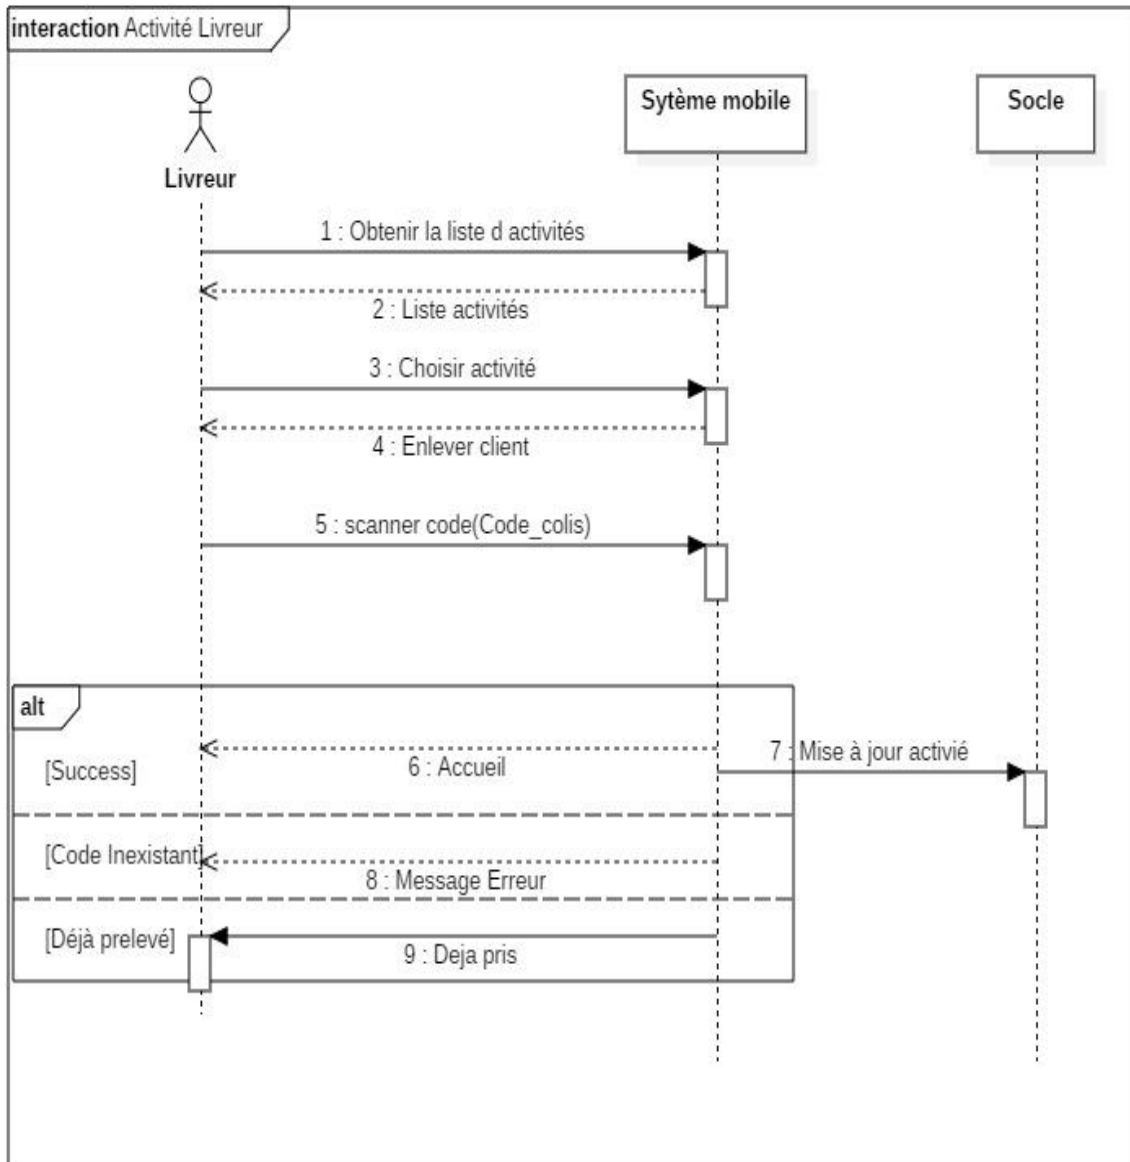 interaction Activité Livreur
Sytème mobile
Socle
Livreur
1 : Obtenir la liste d activités
2 : Liste activités
3 : Choisir activité
4 : Enlever client
5 : scanner code(Code_colis)
alt
6 : Accueil
7 : Mise à jour activié
[Success]
[Code Inexistant]
8 : Message Erreur
[Déjà prelevé]
9 : Deja pris